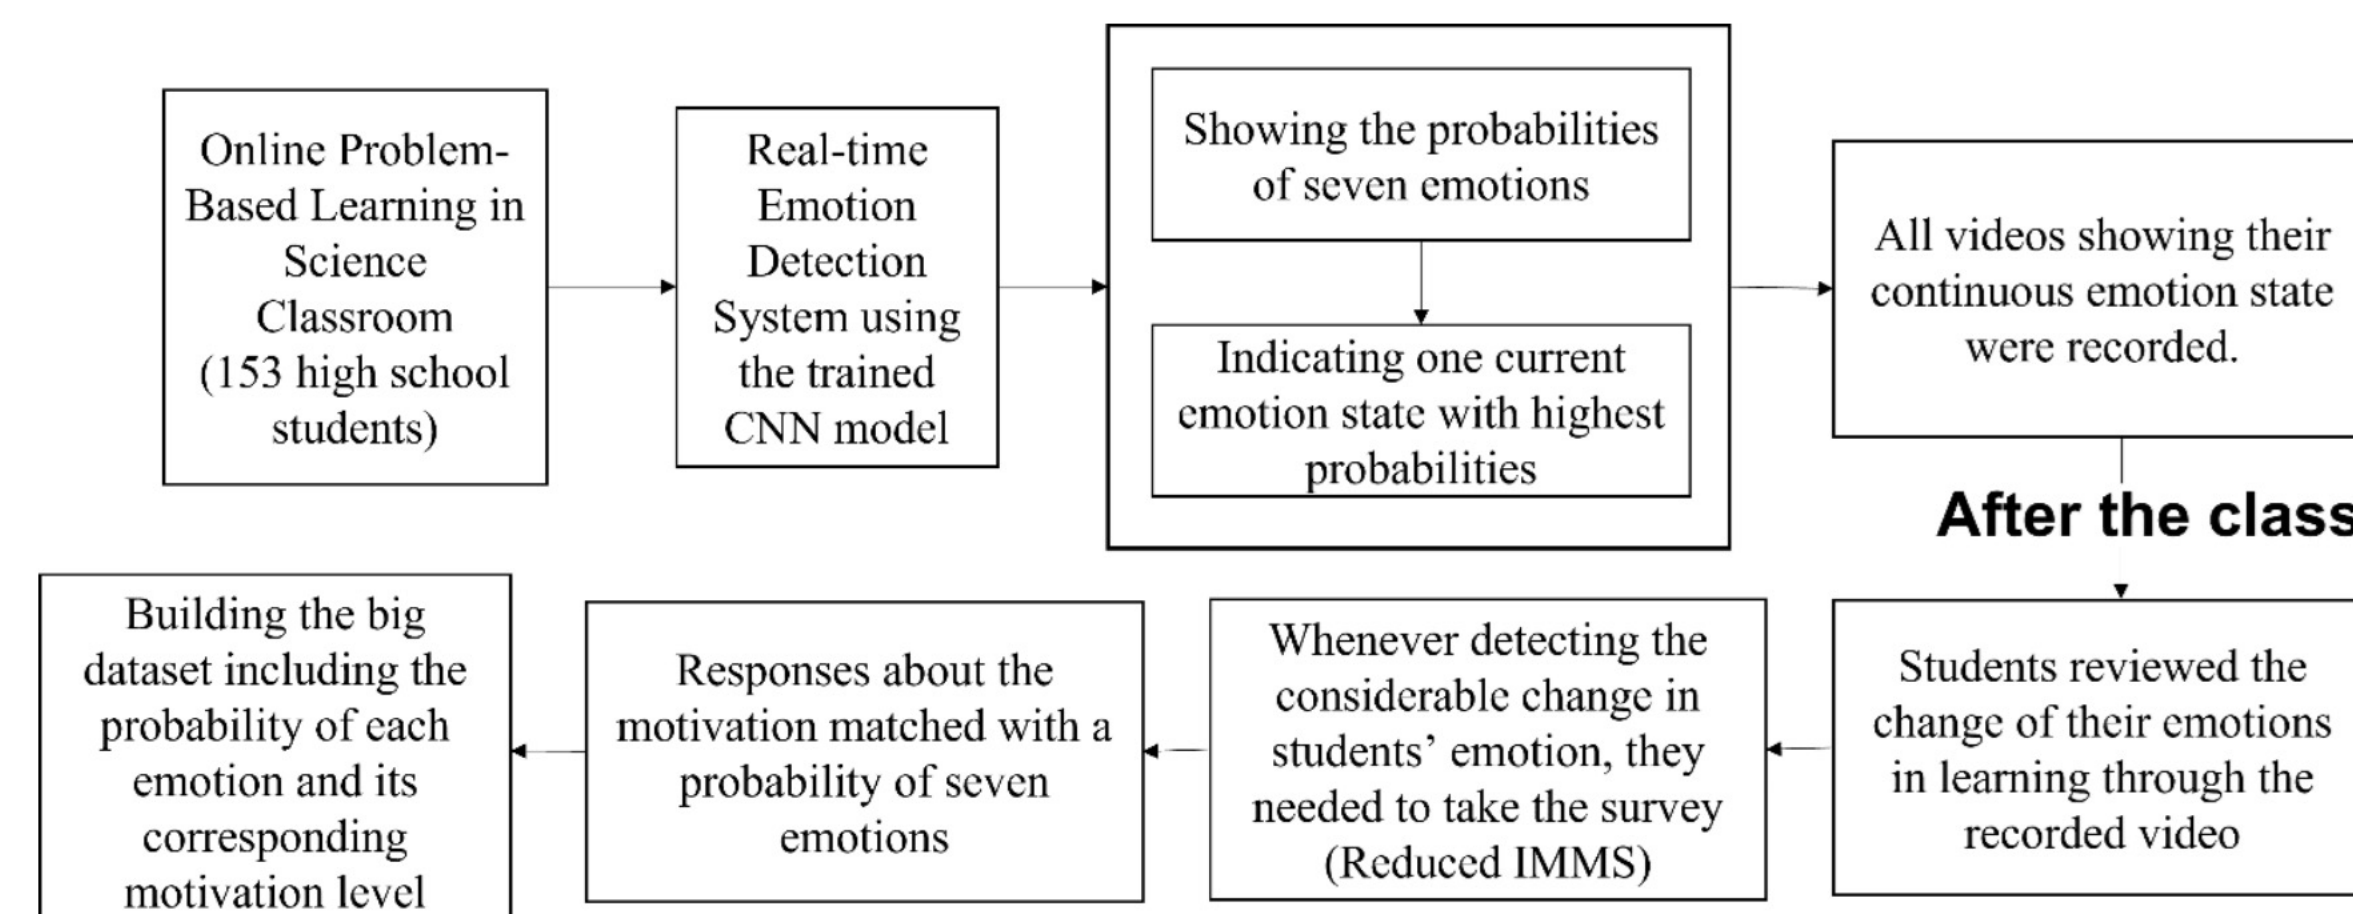 Online Problem-
Based Learning in
Science
Classroom
(153 high school
students)
Real-time
Emotion
Detection
System using
the trained
CNN model
Showing the probabilities
of seven emotions
Indicating one current
emotion state with highest
probabilities
All videos showing their
continuous emotion state
were recorded.
After the class
Students reviewed the
change of their emotions
in learning through the
recorded video
Whenever detecting the
considerable change in
students’ emotion, they
needed to take the survey
(Reduced IMMS)
Responses about the
motivation matched with a
probability of seven
emotions
Building the big
dataset including the
probability of each
emotion and its
corresponding
motivation level